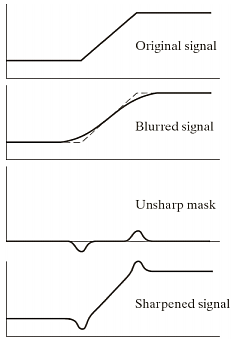 Original signal
Blurred signal
Unsharp mask
Sharpened signal